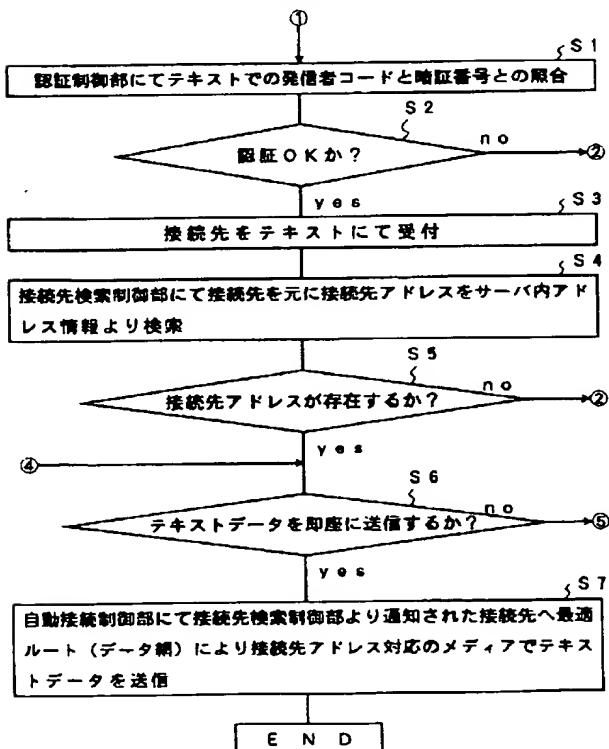 ①
S1
認証制御部にてテキストでの発信者コードと暗証番号との照合
S2
認証OKか？
no
②
yes
S3
接続先をテキストにて受付
S4
接続先検索制御部にて接続先を元に接続先アドレスをサーバ内アド
レス情報より検索
S5
接続先アドレスが存在するか？
no
②
yes
④
S6
テキストデータを即座に送信するか？
no
⑤
yes
S7
自動接続制御部にて接続先検索制御部より通知された接続先へ最適
ルート（データ網）により接続先アドレス対応のメディアでテキス
トデータを送信
END